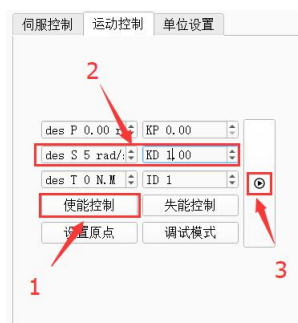 伺服控制 运动控制 单位设置
2
des P 0.00 r KP 0.00
des S 5 rad/: KD 1.00
des T 0 N.M ID 1
使能控制 失能控制
设置原点 调试模式
1
3